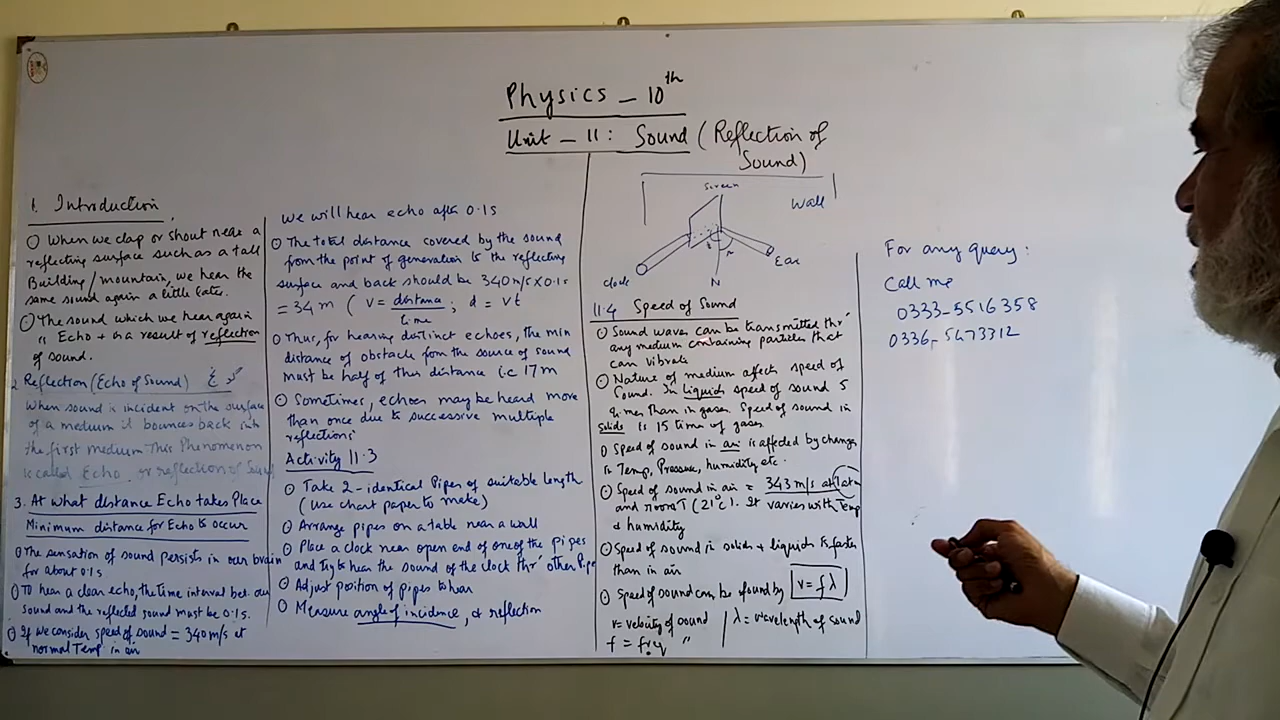 Physics - 10th
Unit - 11: Sound (Reflection of
Sound)
1. Introduction
When we clap or shout near a
reflecting surface such as a tall
Building/mountain, we hear the
same sound again a little later.
The sound which we hear again
is Echo + is a result of reflection
of sound.
2 Reflection (Echo of Sound)
When sound is incident on the surface
of a medium it bounces back into
the first medium This Phenomenon
is called Echo or reflection of Sound
3. At what distance Echo takes Place
Minimum distance for Echo to occur
The sensation of sound persists in our brain
for about 0.1s
To hear a clear echo, the Time interval bet. our
sound and the reflected sound must be 0.1s.
If we consider speed of sound = 340 m/s at
normal Temp in air
we will hear echo after 0.1s
The total distance covered by the sound
from the point of generation to the reflecting
surface and back should be 340 m/s x 0.1s
= 34 m ( v = distance/time ; d = vt
Thus, for hearing distinct echoes, the min
distance of obstacle from the source of sound
must be half of this distance i.e 17 m
Sometimes, echoes may be heard more
than once due to successive multiple
reflections
Activity 11.3
Take 2-identical Pipes of suitable length
(use chart paper to make)
Arrange pipes on a table near a wall
Place a clock near open end of one of the pipes
and try to hear the sound of the clock thr' other Pipe
Adjust position of pipes to hear
Measure angle of incidence, & reflection
Screen
Wall
clock
i
r
Ear
N
11.4 Speed of Sound
Sound waves can be transmitted thr'
any medium containing particles that
can vibrate
Nature of medium affect speed of
Sound. In liquids speed of sound 5
times than in gases. Speed of sound in
Solids is 15 time of gases
Speed of sound in air is affected by changes
in Temp, Pressure, humidity etc.
Speed of sound in air = 343 m/s at 1 atm
and room T (21°C). It varies with Temp
& humidity
Speed of sound in solids + liquids is faster
than in air
Speed of sound can be found by v = f λ
v = velocity of sound
f = freq "
λ = wavelength of sound
For any query:
Call me
0333-5516358
0336-5473312